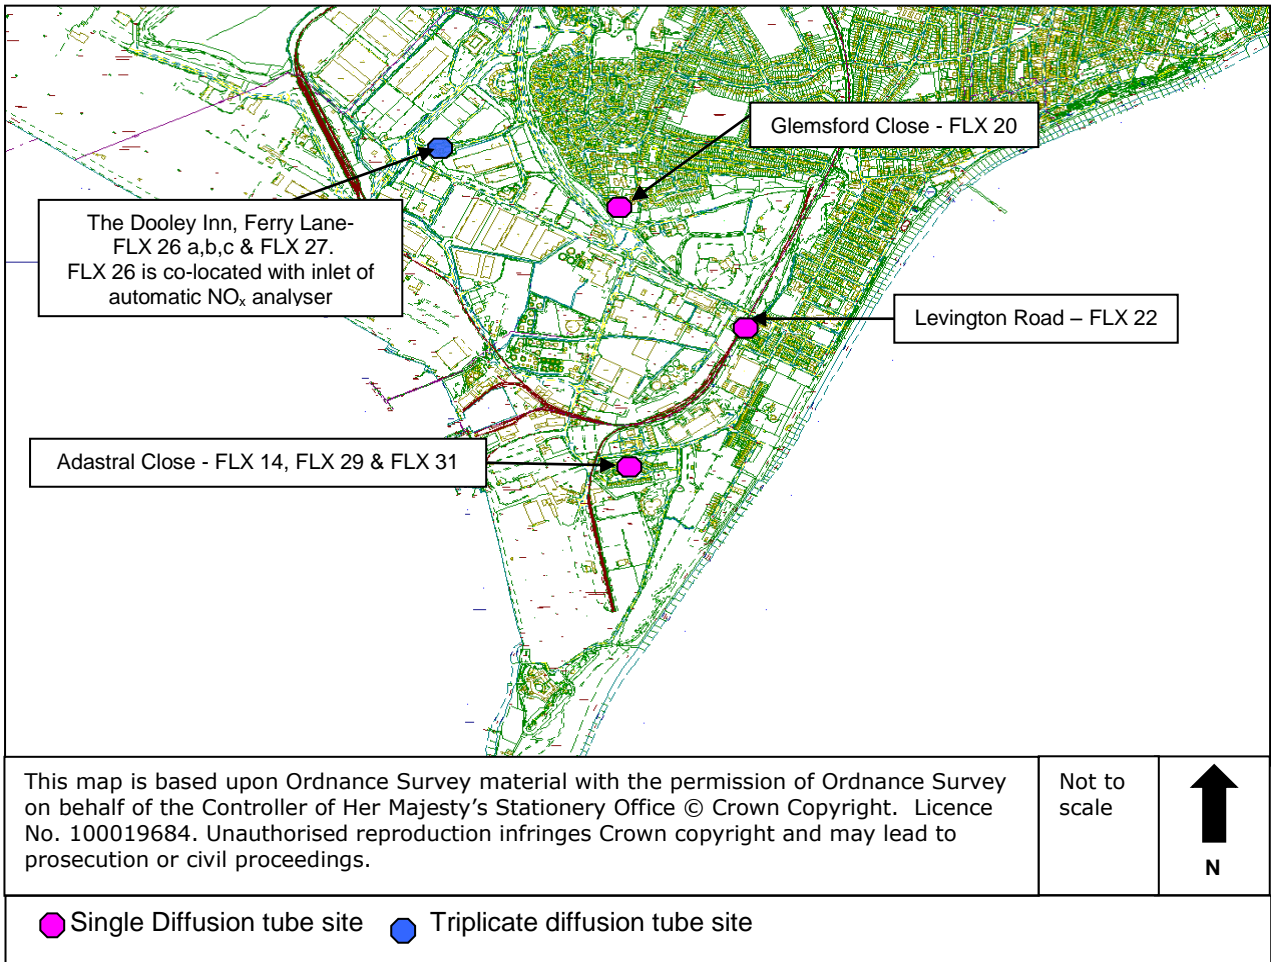 Glemsford Close - FLX 20
The Dooley Inn, Ferry Lane-
FLX 26 a,b,c & FLX 27.
FLX 26 is co-located with inlet of
automatic NOₓ analyser
Levington Road – FLX 22
Adastral Close - FLX 14, FLX 29 & FLX 31
This map is based upon Ordnance Survey material with the permission of Ordnance Survey
on behalf of the Controller of Her Majesty's Stationery Office © Crown Copyright. Licence
No. 100019684. Unauthorised reproduction infringes Crown copyright and may lead to
prosecution or civil proceedings.
Not to
scale
N
Single Diffusion tube site
Triplicate diffusion tube site